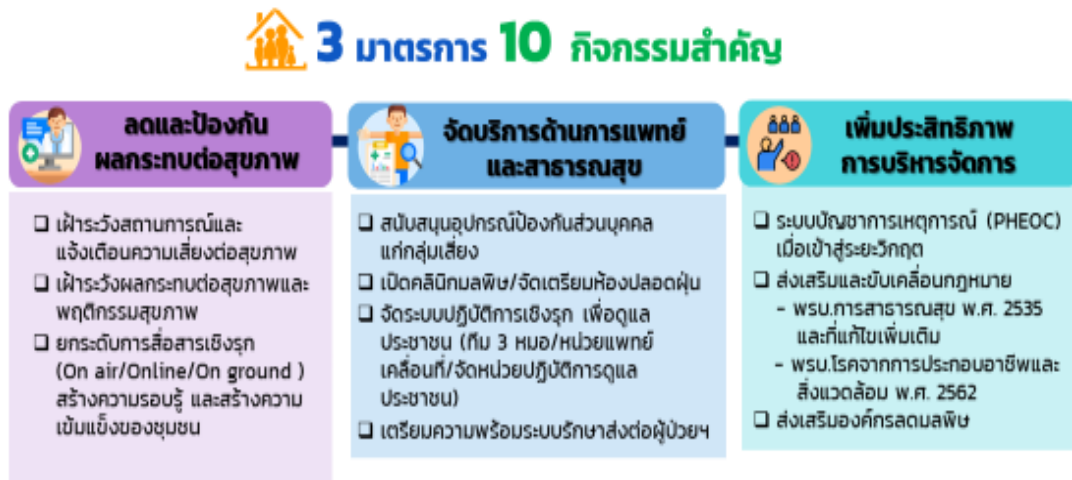 3 มาตรการ 10 กิจกรรมสำคัญ
ลดและป้องกัน
ผลกระทบต่อสุขภาพ
❑ เฝ้าระวังสถานการณ์และ
แจ้งเตือนความเสี่ยงต่อสุขภาพ
❑ เฝ้าระวังผลกระทบต่อสุขภาพและ
พฤติกรรมสุขภาพ
❑ ยกระดับการสื่อสารเชิงรุก
(On air/Online/On ground )
สร้างความรอบรู้ และสร้างความ
เข้มแข็งของชุมชน
จัดบริการด้านการแพทย์
และสาธารณสุข
❑ สนับสนุนอุปกรณ์ป้องกันส่วนบุคคล
แก่กลุ่มเสี่ยง
❑ เปิดคลินิกมลพิษ/จัดเตรียมห้องปลอดฝุ่น
❑ จัดระบบปฏิบัติการเชิงรุก เพื่อดูแล
ประชาชน (ทีม 3 หมอ/หน่วยแพทย์
เคลื่อนที่/จัดหน่วยปฏิบัติการดูแล
ประชาชน)
❑ เตรียมความพร้อมระบบรักษาส่งต่อผู้ป่วยฯ
เพิ่มประสิทธิภาพ
การบริหารจัดการ
❑ ระบบบัญชาการเหตุการณ์ (PHEOC)
เมื่อเข้าสู่ระยะวิกฤต
❑ ส่งเสริมและขับเคลื่อนกฎหมาย
- พรบ.การสาธารณสุข พ.ศ. 2535
และที่แก้ไขเพิ่มเติม
- พรบ.โรคจากการประกอบอาชีพและ
สิ่งแวดล้อม พ.ศ. 2562
❑ ส่งเสริมองค์กรลดมลพิษ